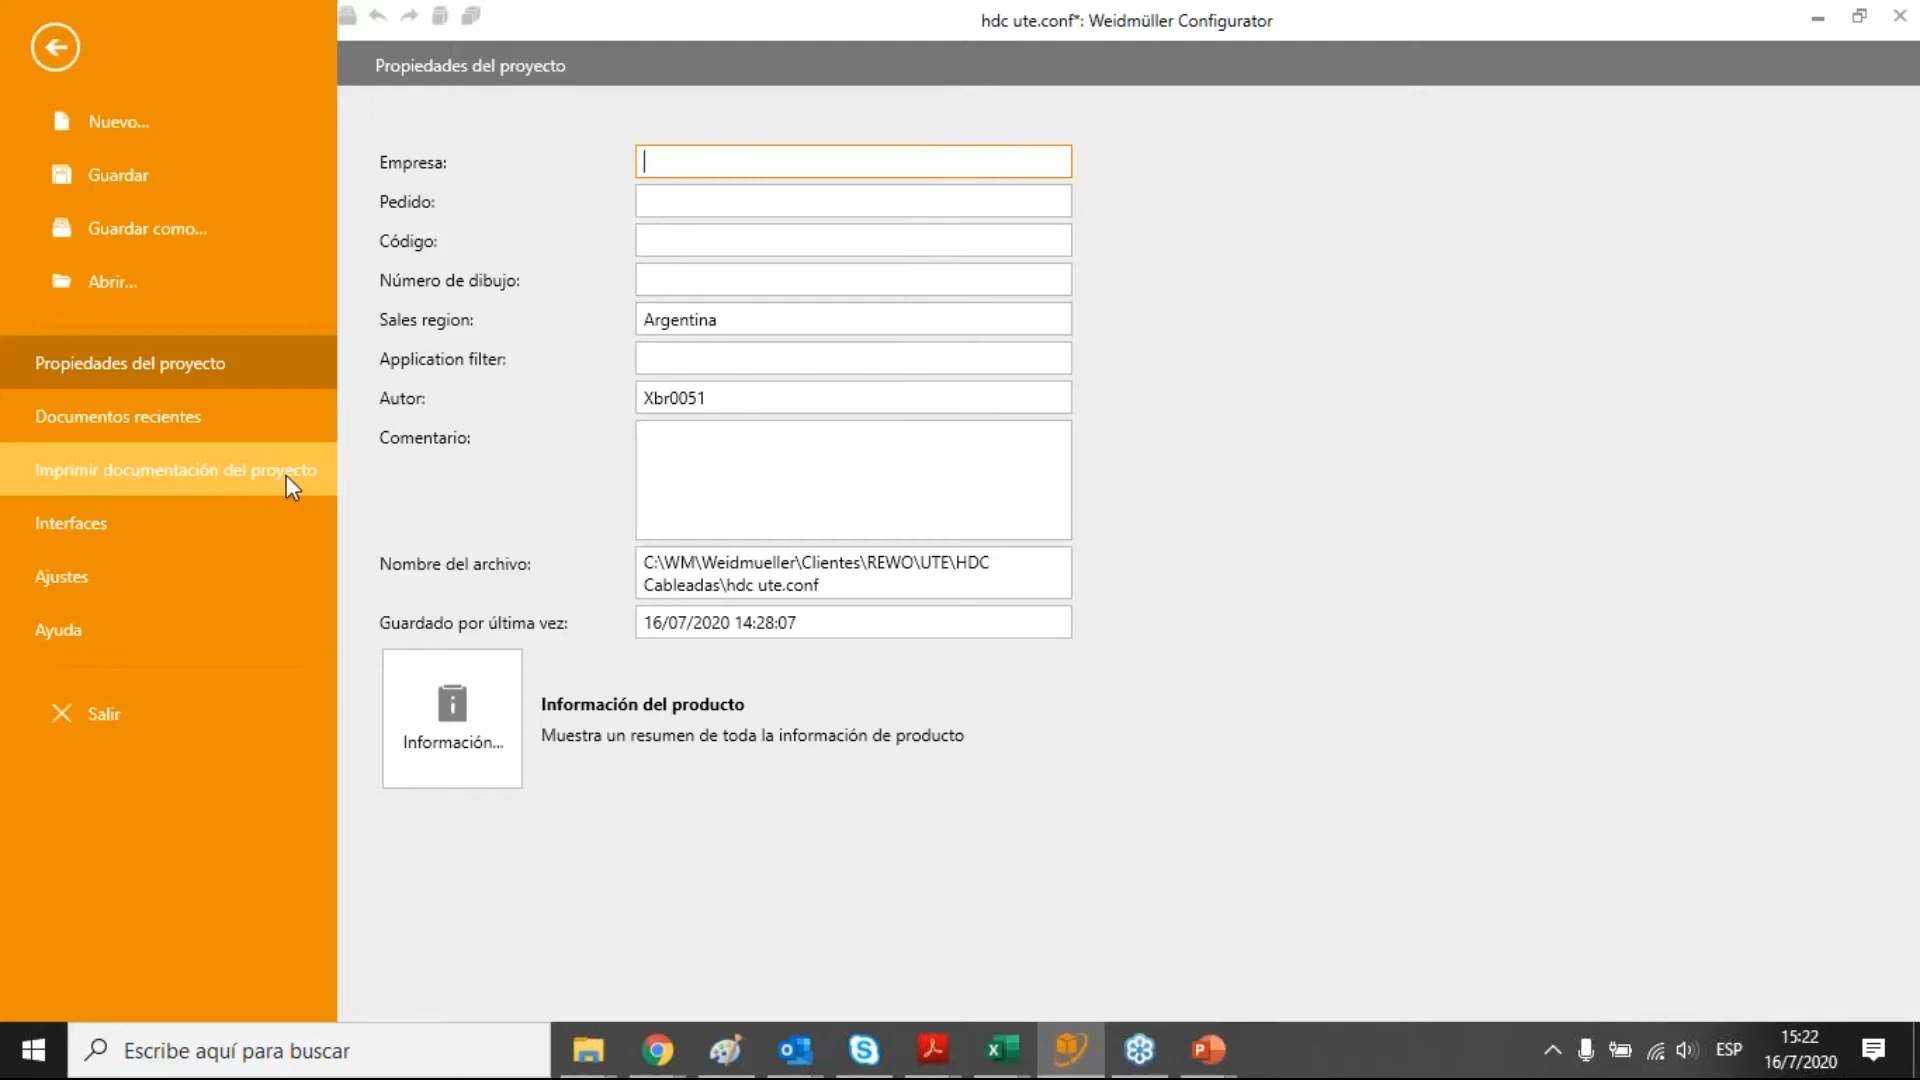 hdc ute.conf*: Weidmüller Configurator
Propiedades del proyecto
Nuevo...
Guardar
Guardar como...
Abrir...
Propiedades del proyecto
Documentos recientes
Imprimir documentación del proyecto
Interfaces
Ajustes
Ayuda
Salir
Empresa:
Pedido:
Código:
Número de dibujo:
Sales region: Argentina
Application filter:
Autor: Xbr0051
Comentario:
Nombre del archivo: C:\WM\Weidmueller\Clientes\REWO\UTE\HDC
Cableadas\hdc ute.conf
Guardado por última vez: 16/07/2020 14:28:07
Información...
Información del producto
Muestra un resumen de toda la información de producto
Escribe aquí para buscar
ESP
15:22
16/7/2020